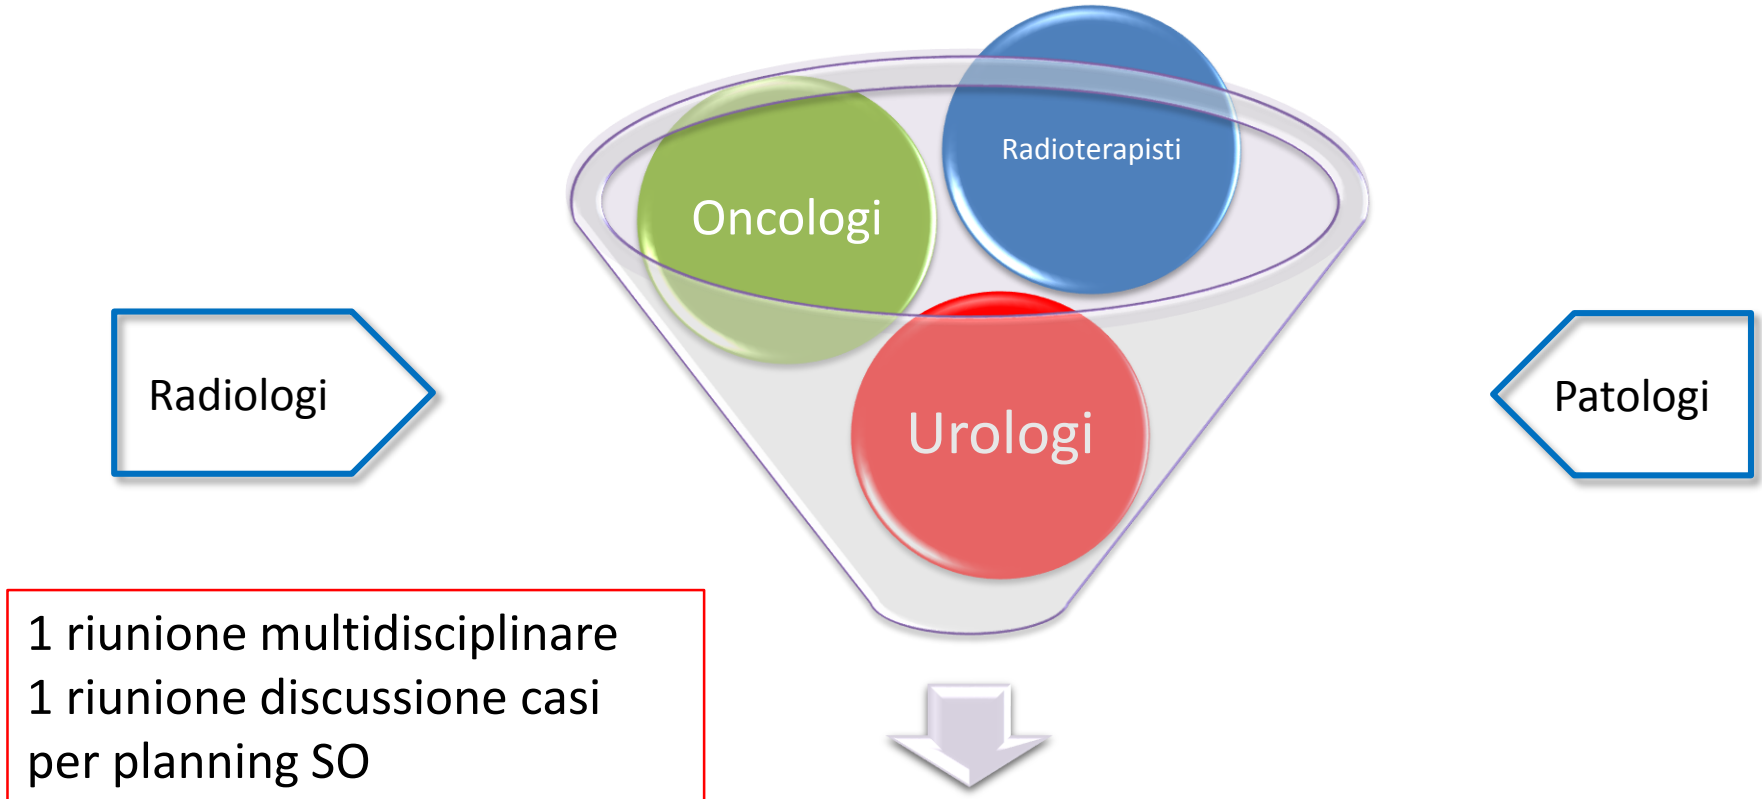 Radioterapisti
Oncologi
Radiologi
Patologi
Urologi
1 riunione multidisciplinare
1 riunione discussione casi
per planning SO